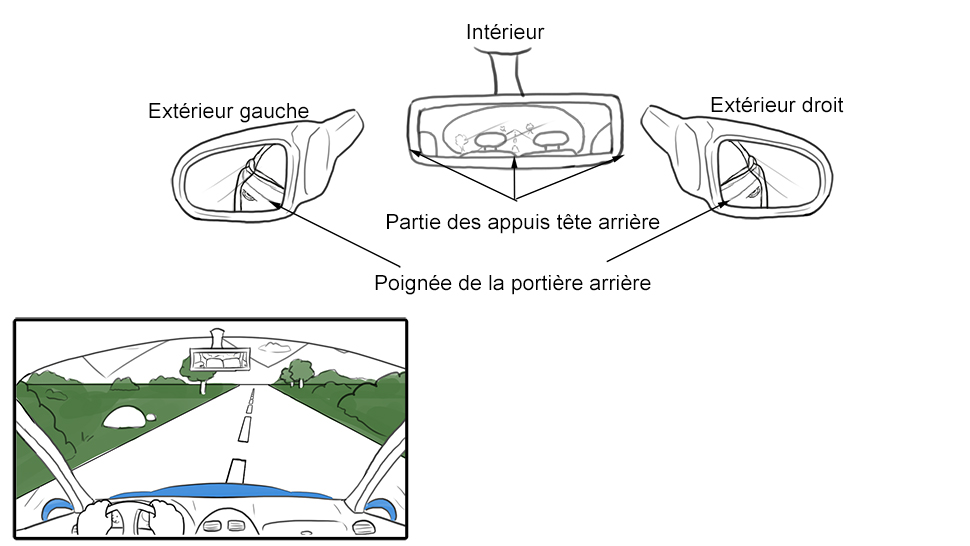 Intérieur
Extérieur gauche
Extérieur droit
Partie des appuis tête arrière
Poignée de la portière arrière